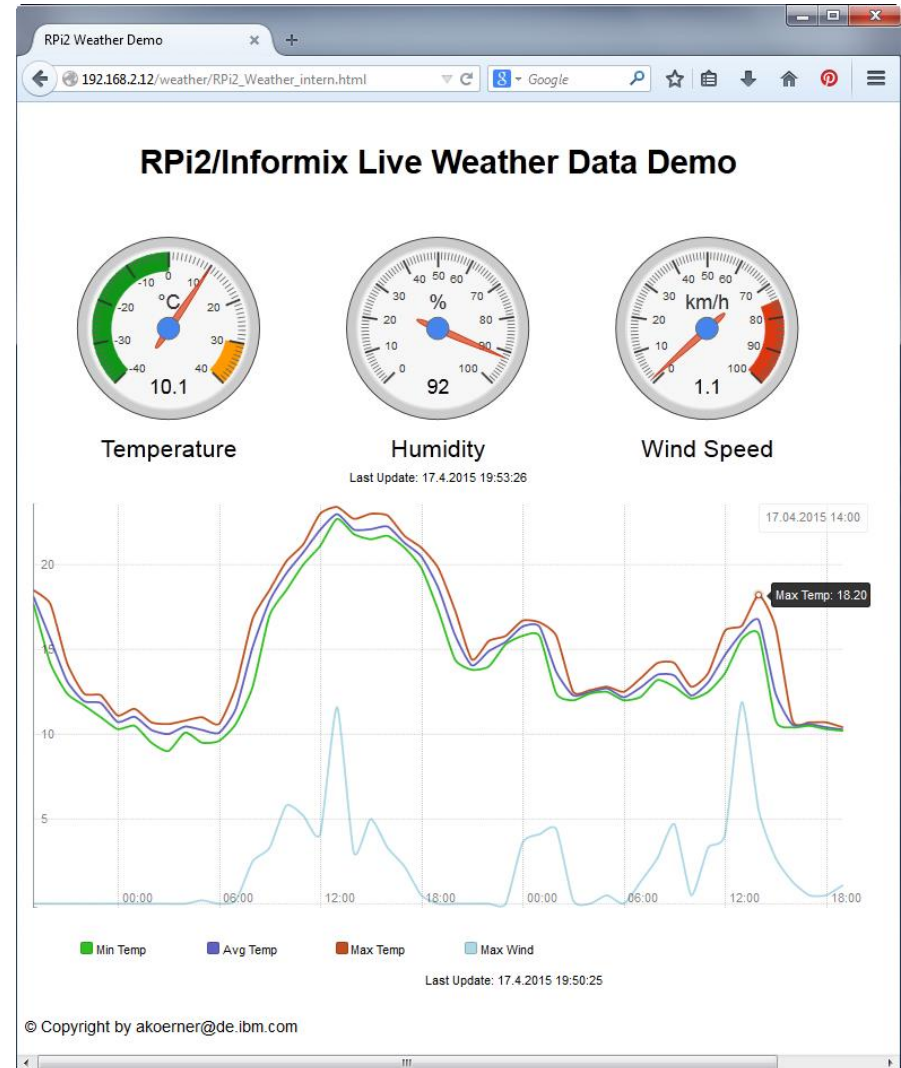 RPi2 Weather Demo
192.168.2.12/weather/RPi2_Weather_intern.html
8 Google
RPi2/Informix Live Weather Data Demo
-40 -30 -20 -10 0 10 20 30 40
°C
10.1
0 10 20 30 40 50 60 70 80 90 100
%
92
0 10 20 30 40 50 60 70 80 90 100
km/h
1.1
Temperature Humidity Wind Speed
Last Update: 17.4.2015 19:53:26
17.04.2015 14:00
20
Max Temp: 18.20
15
10
5
00:00 06:00 12:00 18:00 00:00 06:00 12:00 18:00
Min Temp Avg Temp Max Temp Max Wind
Last Update: 17.4.2015 19:50:25
© Copyright by akoerner@de.ibm.com